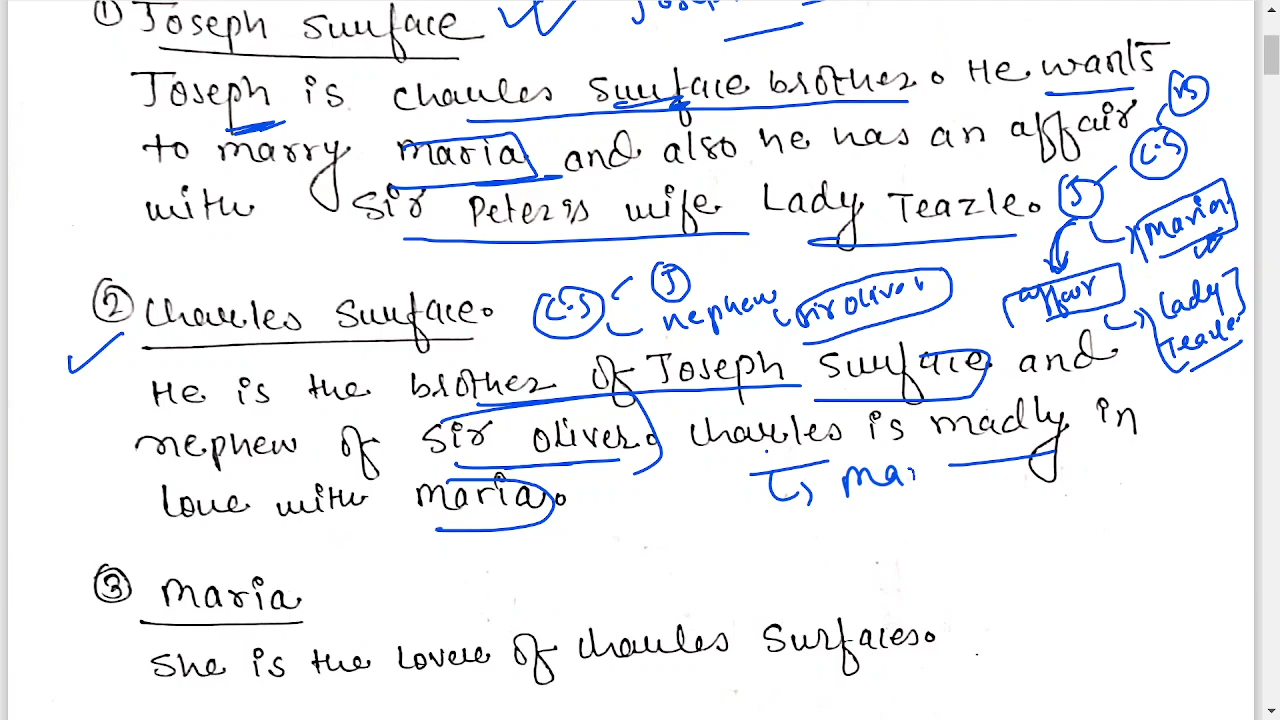 ① Joseph Surface
Joseph is Charles Surface brother. He wants
to marry maria and also he has an affair
with Sir Peter's wife Lady Teazle.
BS
C.S
J
maria
affair
Lady
Teazle
② Charles Surface.
C.S
J
nephew Sir Oliver
He is the brother of Joseph Surface and
nephew of Sir Oliver. Charles is madly in
love with maria.
Mar
③ Maria
She is the lover of Charles Surfaces.